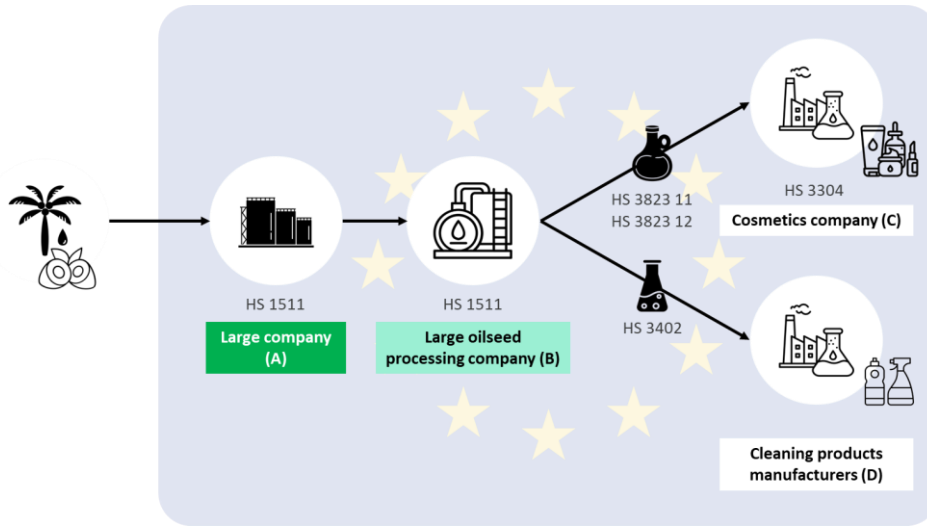 HS 3823 11
HS 3823 12
HS 3304
Cosmetics company (C)
HS 1511
Large company
(A)
HS 1511
Large oilseed
processing company (B)
HS 3402
Cleaning products
manufacturers (D)